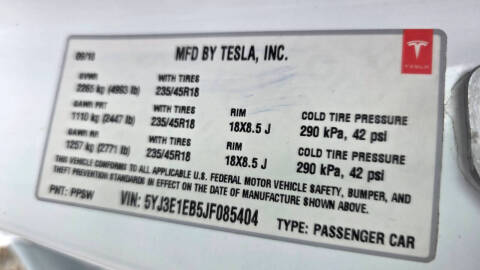 09/18 MFD BY TESLA, INC. TESLA
GVWR WITH TIRES
2265 kg (4993 lb) 235/45R18 RIM COLD TIRE PRESSURE
GAWR FRT WITH TIRES
1110 kg (2447 lb) 235/45R18 18X8.5 J 290 kPa, 42 psi
GAWR RR WITH TIRES RIM COLD TIRE PRESSURE
1257 kg (2771 lb) 235/45R18 18X8.5 J 290 kPa, 42 psi
THIS VEHICLE CONFORMS TO ALL APPLICABLE U.S. FEDERAL MOTOR VEHICLE SAFETY, BUMPER, AND
THEFT PREVENTION STANDARDS IN EFFECT ON THE DATE OF MANUFACTURE SHOWN ABOVE.
PNT: PPSW VIN: 5YJ3E1EB5JF085404 TYPE: PASSENGER CAR